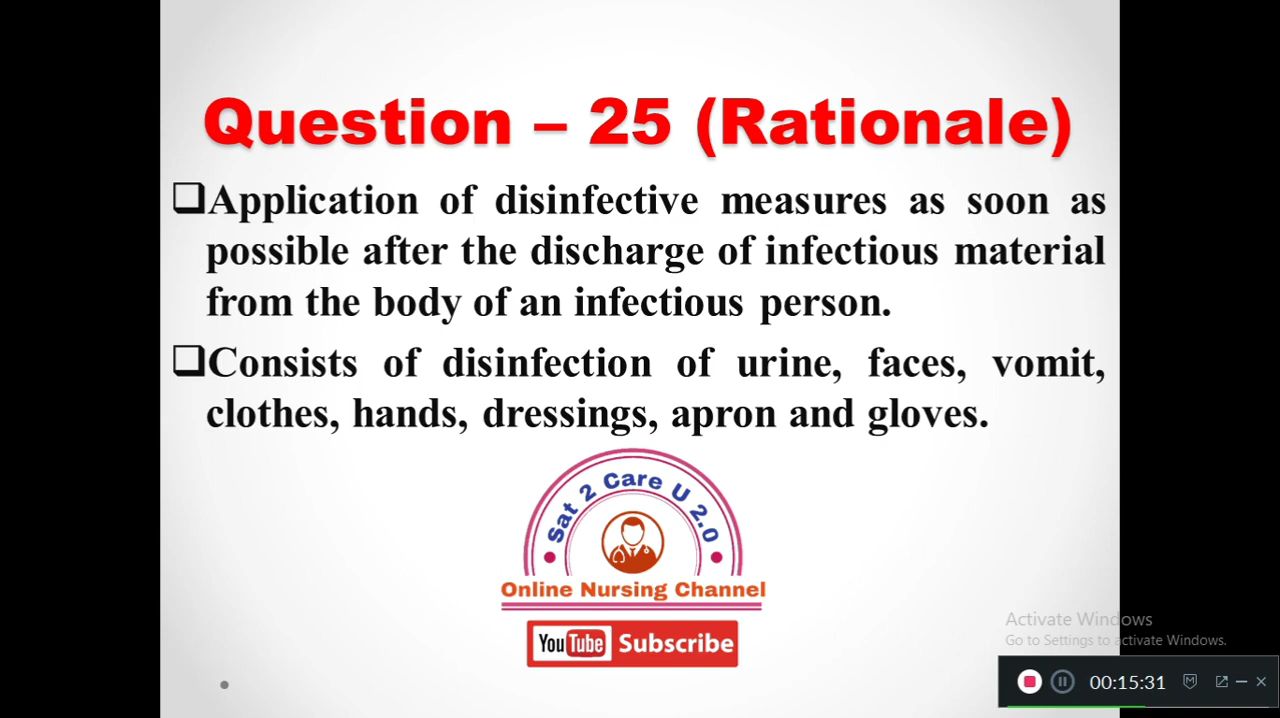 Question – 25 (Rationale)
❑Application of disinfective measures as soon as
possible after the discharge of infectious material
from the body of an infectious person.
❑Consists of disinfection of urine, faces, vomit,
clothes, hands, dressings, apron and gloves.
Sat 2 Care U 2.0
Online Nursing Channel
YouTube Subscribe
Activate Windows
Go to Settings to activate Windows.
00:15:31